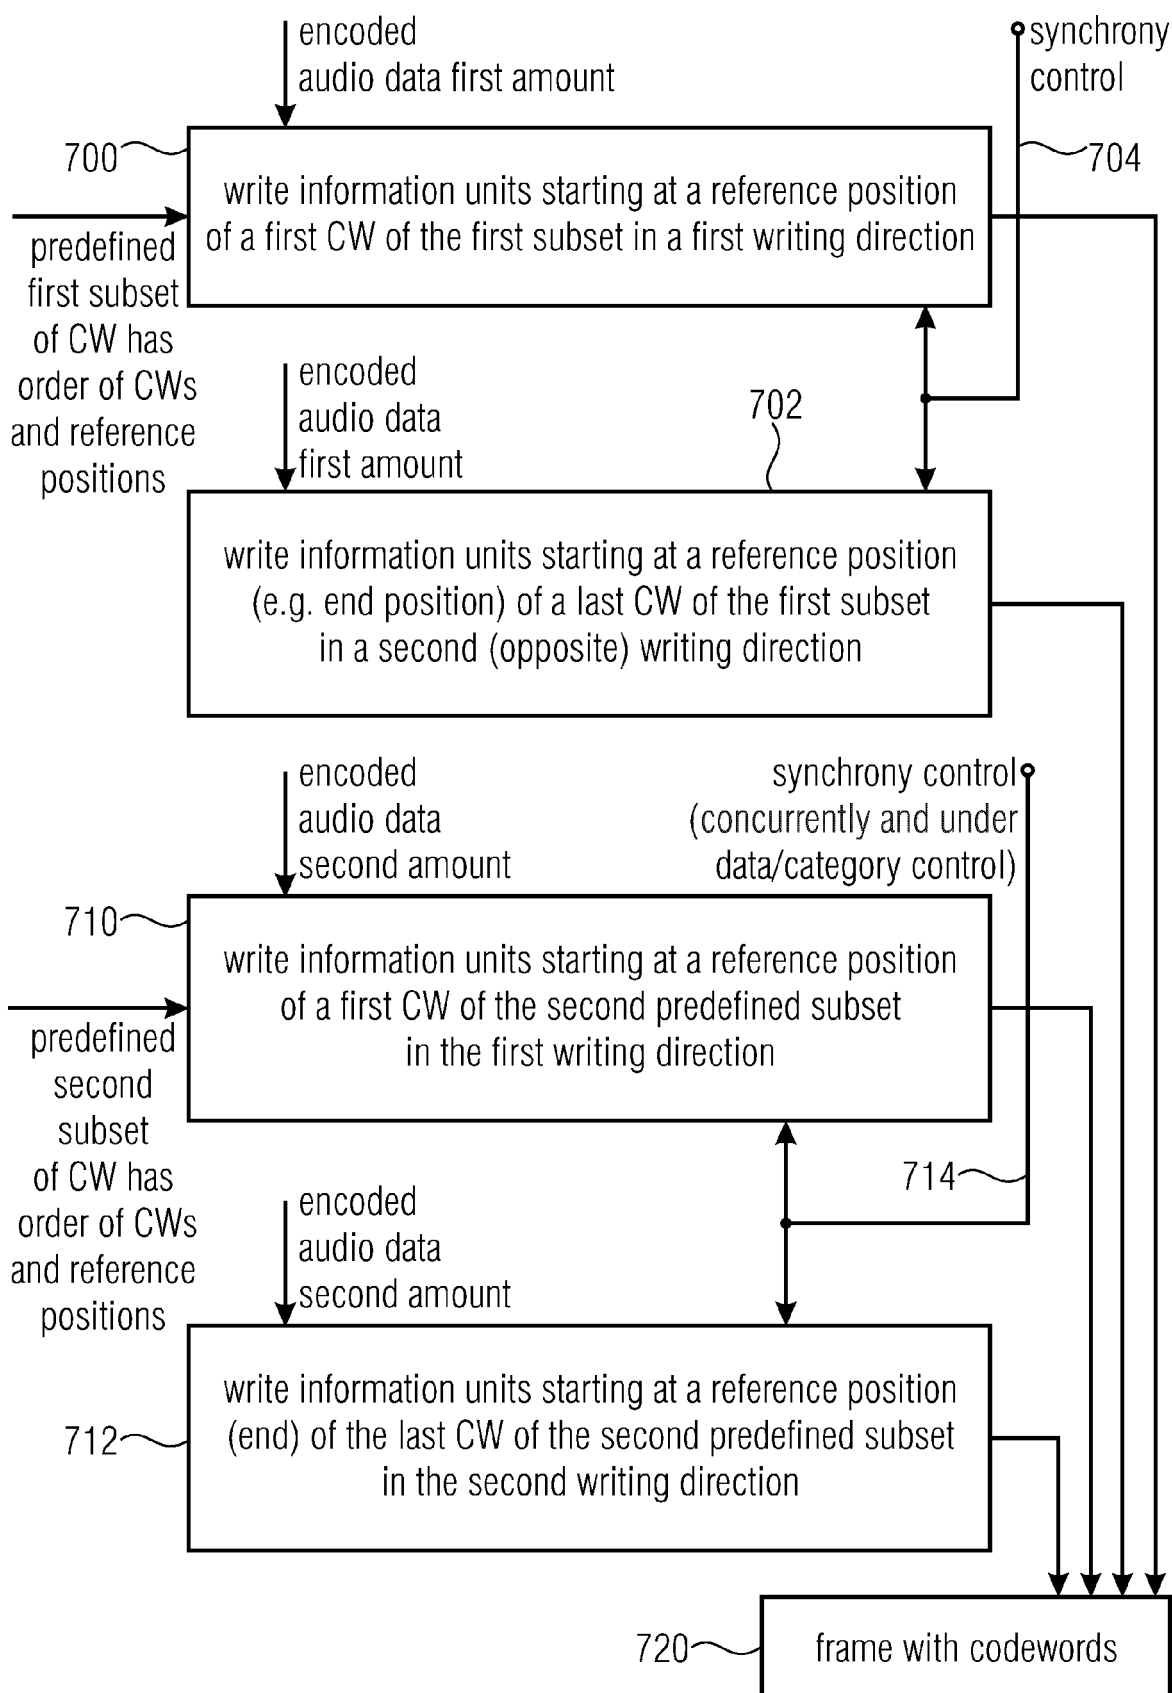 encoded
audio data first amount
synchrony
control
700
704
write information units starting at a reference position
of a first CW of the first subset in a first writing direction
predefined
first subset
of CW has
order of CWs
and reference
positions
encoded
audio data
first amount
702
write information units starting at a reference position
(e.g. end position) of a last CW of the first subset
in a second (opposite) writing direction
encoded
audio data
second amount
synchrony control
(concurrently and under
data/category control)
710
write information units starting at a reference position
of a first CW of the second predefined subset
in the first writing direction
predefined
second
subset
of CW has
order of CWs
and reference
positions
714
encoded
audio data
second amount
712
write information units starting at a reference position
(end) of the last CW of the second predefined subset
in the second writing direction
720
frame with codewords